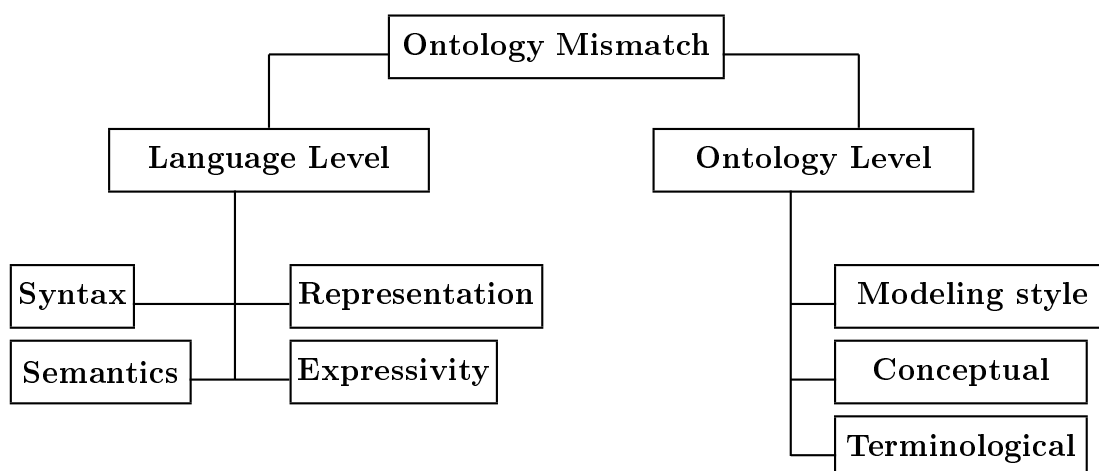 Ontology Mismatch
Language Level
Ontology Level
Syntax
Representation
Modeling style
Semantics
Expressivity
Conceptual
Terminological